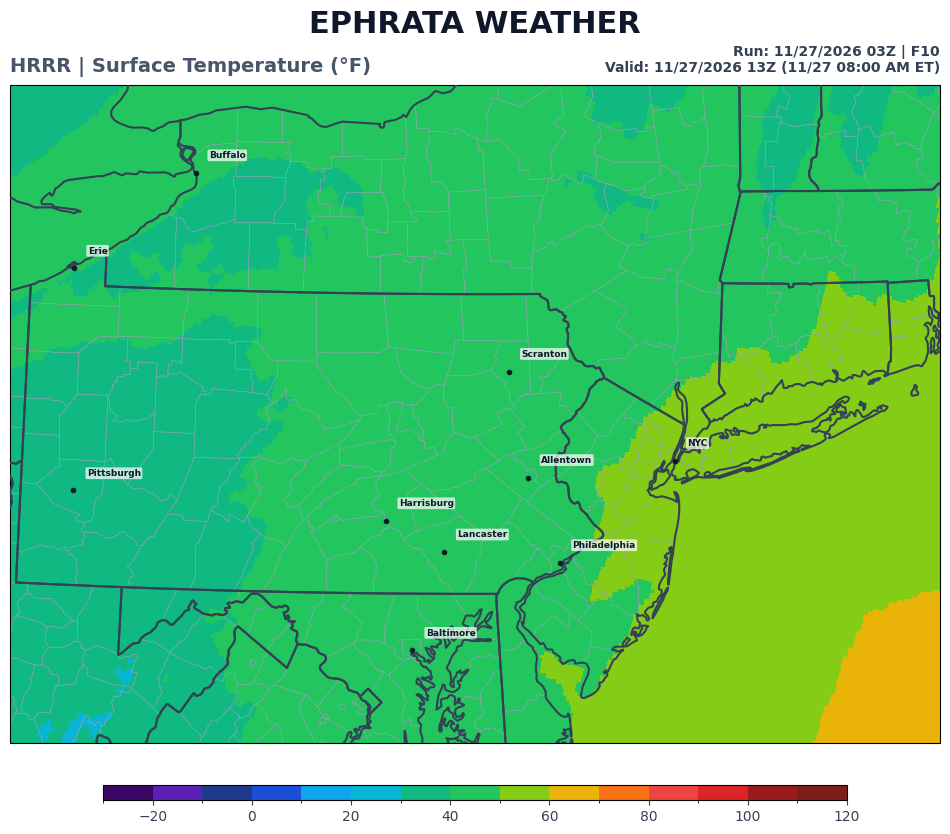 EPHRATA WEATHER
HRRR | Surface Temperature (°F)
Run: 11/27/2026 03Z | F10
Valid: 11/27/2026 13Z (11/27 08:00 AM ET)
Buffalo
Erie
Scranton
NYC
Allentown
Pittsburgh
Harrisburg
Lancaster
Philadelphia
Baltimore
−20 0 20 40 60 80 100 120